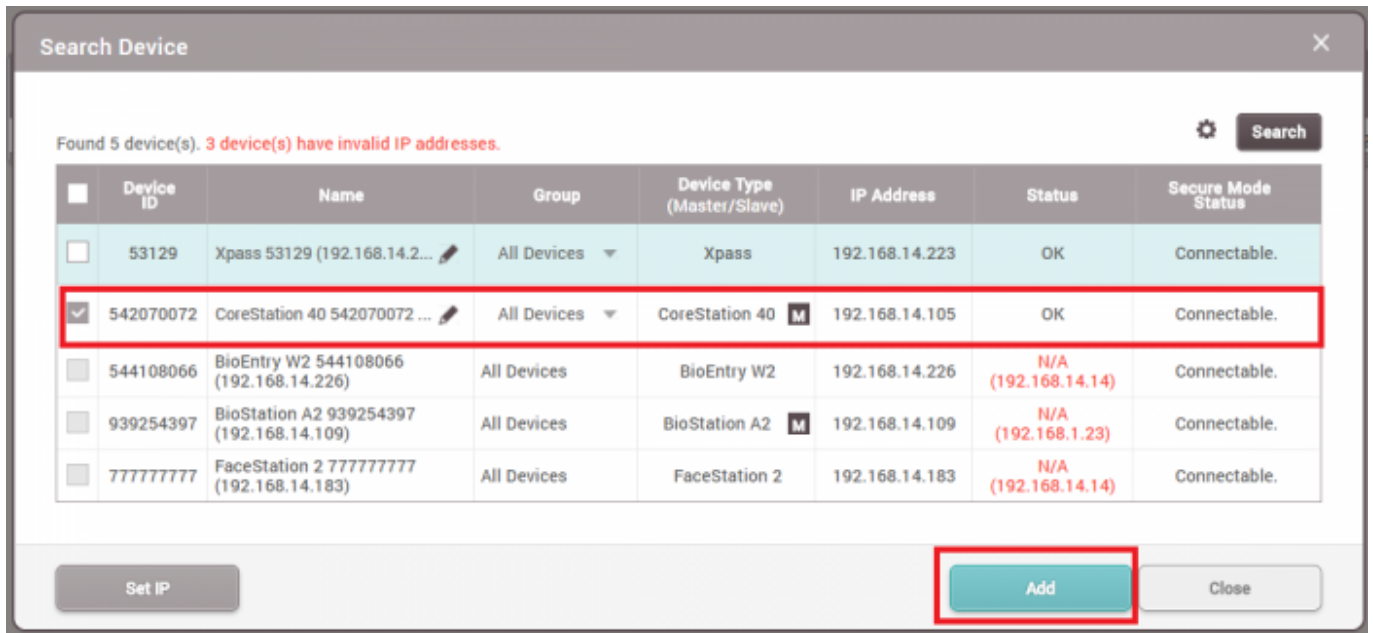 Search Device
Found 5 device(s). 3 device(s) have invalid IP addresses.
Search
Device ID Name Group Device Type (Master/Slave) IP Address Status Secure Mode Status
53129 Xpass 53129 (192.168.14.2... All Devices Xpass 192.168.14.223 OK Connectable.
542070072 CoreStation 40 542070072 ... All Devices CoreStation 40 M 192.168.14.105 OK Connectable.
544108066 BioEntry W2 544108066 (192.168.14.226) All Devices BioEntry W2 192.168.14.226 N/A (192.168.14.14) Connectable.
939254397 BioStation A2 939254397 (192.168.14.109) All Devices BioStation A2 M 192.168.14.109 N/A (192.168.1.23) Connectable.
777777777 FaceStation 2 777777777 (192.168.14.183) All Devices FaceStation 2 192.168.14.183 N/A (192.168.14.14) Connectable.
Set IP Add Close